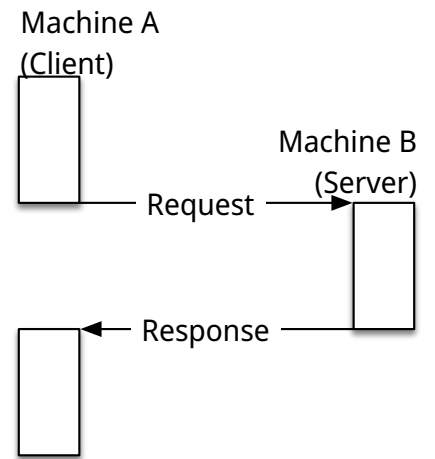 Machine A
(Client)
Machine B
(Server)
Request
Response